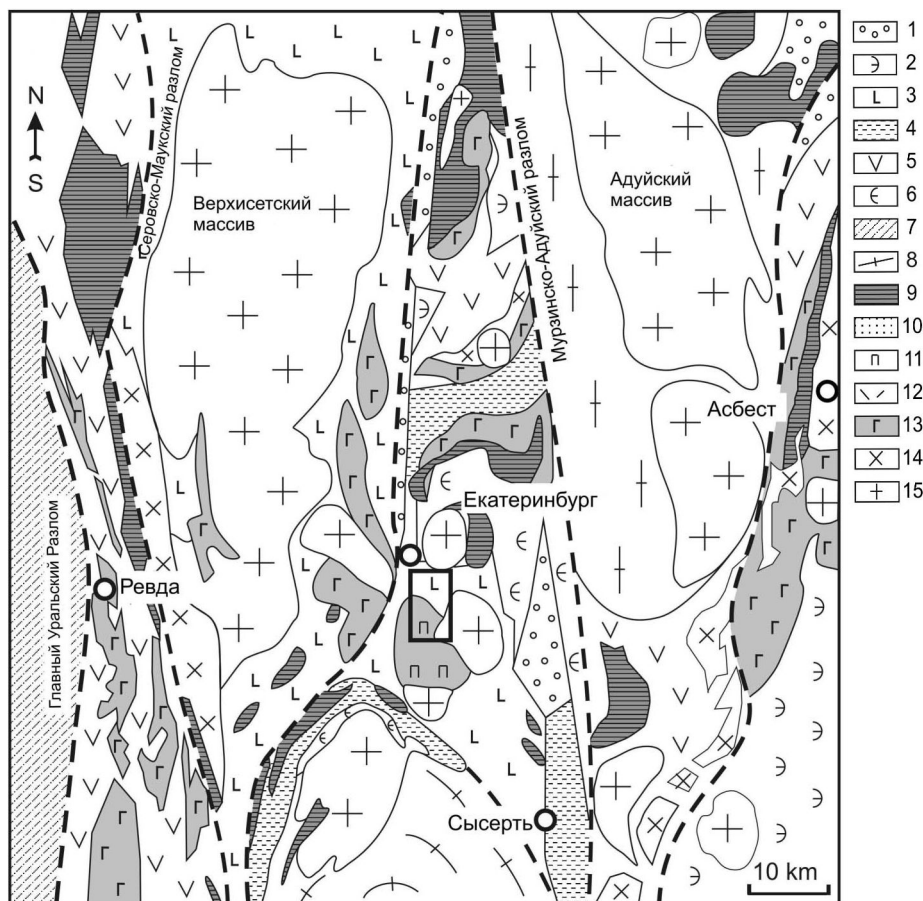 N
S
Серовско-Маукский разлом
Верхисетский
массив
Мурзинско-Адуйский разлом
Адуйский
массив
Асбест
Екатеринбург
Главный Уральский Разлом
Ревда
Сысерть
10 km
1
2
3
4
5
6
7
8
9
10
11
12
13
14
15